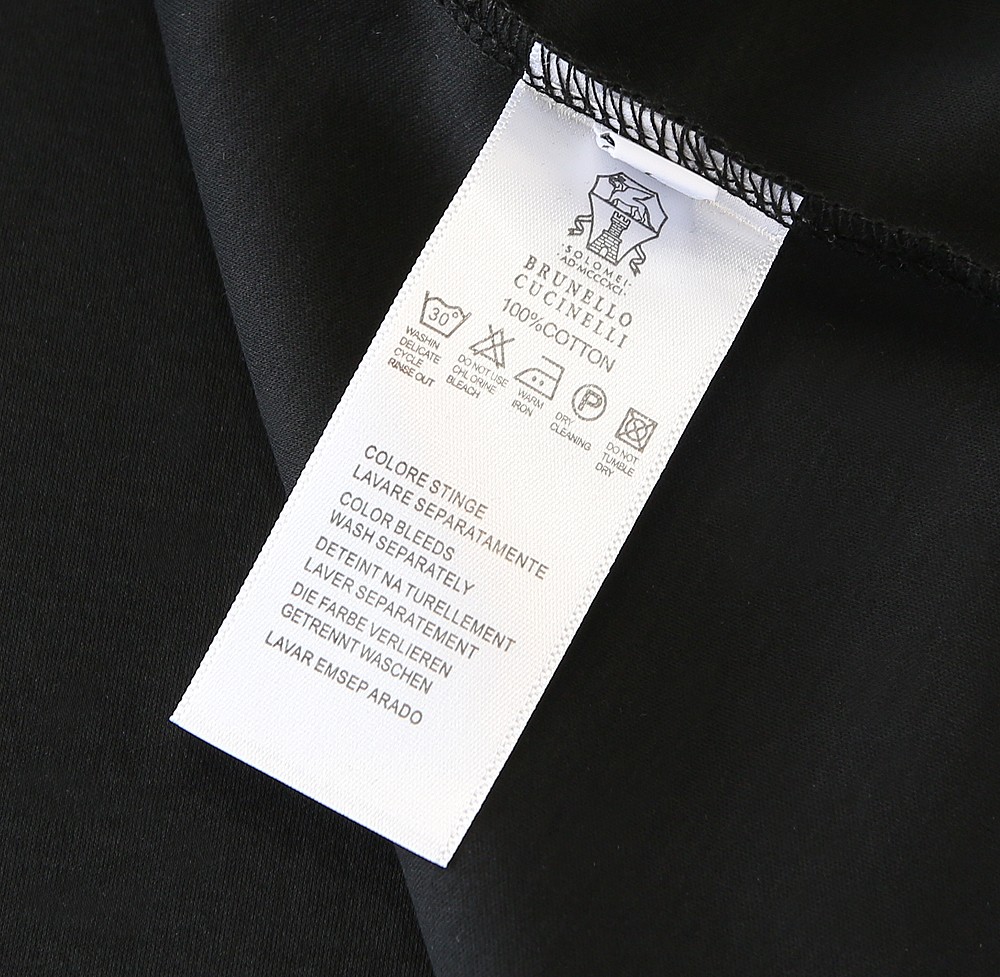 ·SOLOMEI·
·AD·MCCCXCI·
BRUNELLO
CUCINELLI
100%COTTON
30°
WASHIN
DELICATE
CYCLE
RINSE OUT
DO NOT USE
CHLORINE
BLEACH
WARM
IRON
P
DRY
CLEANING
DO NOT
TUMBLE
DRY
COLORE STINGE
LAVARE SEPARATAMENTE
COLOR BLEEDS
WASH SEPARATELY
DETEINT NA TURELLEMENT
LAVER SEPARATEMENT
DIE FARBE VERLIEREN
GETRENNT WASCHEN
LAVAR EMSEP ARADO